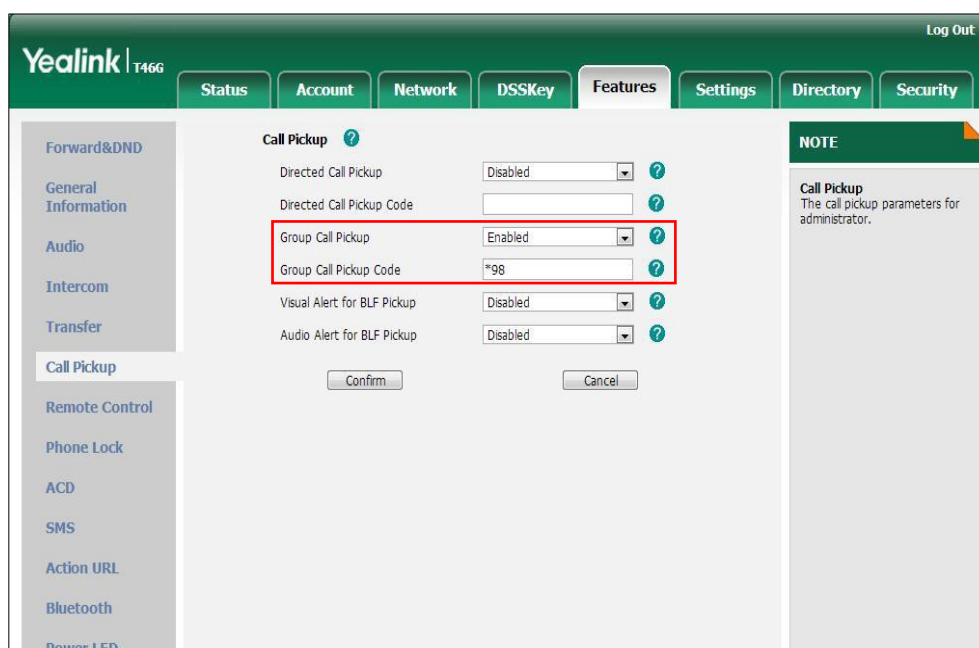 Log Out
Yealink T46G
Status Account Network DSSKey Features Settings Directory Security
Forward&DND
General
Information
Audio
Intercom
Transfer
Call Pickup
Remote Control
Phone Lock
ACD
SMS
Action URL
Bluetooth
Power LED
Call Pickup ?
Directed Call Pickup Disabled ?
Directed Call Pickup Code ?
Group Call Pickup Enabled ?
Group Call Pickup Code *98 ?
Visual Alert for BLF Pickup Disabled ?
Audio Alert for BLF Pickup Disabled ?
Confirm Cancel
NOTE
Call Pickup
The call pickup parameters for
administrator.